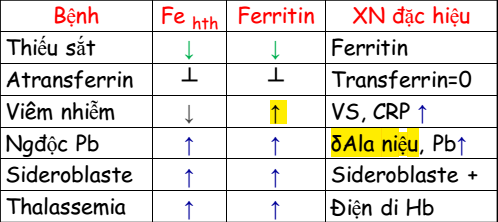 Bệnh Fe hth Ferritin XN đặc hiệu
Thiếu sắt ↓ ↓ Ferritin
Atransferrin ┴ ┴ Transferrin=0
Viêm nhiễm ↓ ↑ VS, CRP ↑
Ngđộc Pb ↑ ↑ δAla niệu, Pb↑
Sideroblaste ↑ ↑ Sideroblaste +
Thalassemia ↑ ↑ Điện di Hb